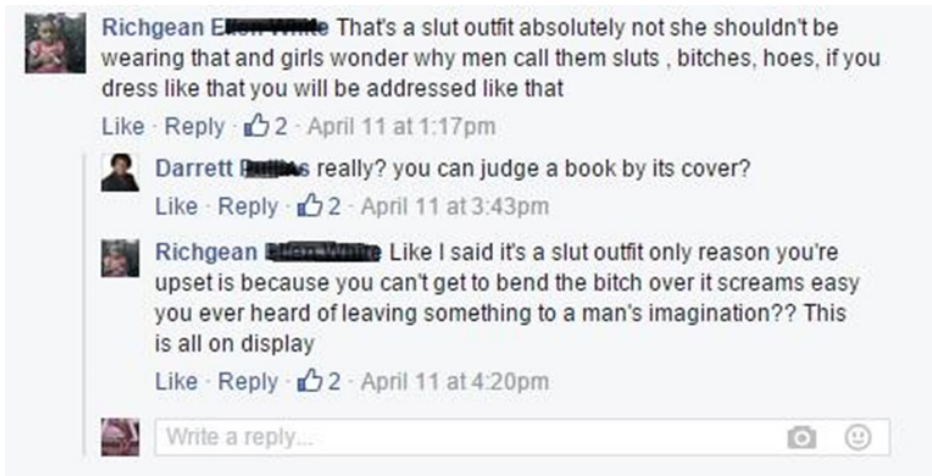 Richgean That's a slut outfit absolutely not she shouldn't be
wearing that and girls wonder why men call them sluts , bitches, hoes, if you
dress like that you will be addressed like that
Like · Reply · 2 · April 11 at 1:17pm
Darrett really? you can judge a book by its cover?
Like · Reply · 2 · April 11 at 3:43pm
Richgean Like I said it's a slut outfit only reason you're
upset is because you can't get to bend the bitch over it screams easy
you ever heard of leaving something to a man's imagination?? This
is all on display
Like · Reply · 2 · April 11 at 4:20pm
Write a reply...